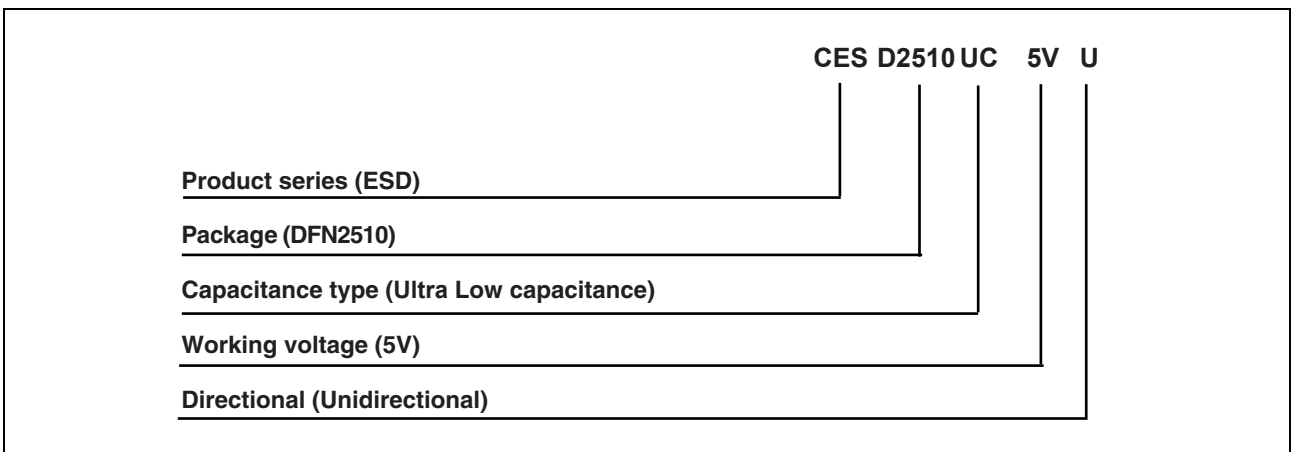 CES D2510 UC 5V U
Product series (ESD)
Package (DFN2510)
Capacitance type (Ultra Low capacitance)
Working voltage (5V)
Directional (Unidirectional)